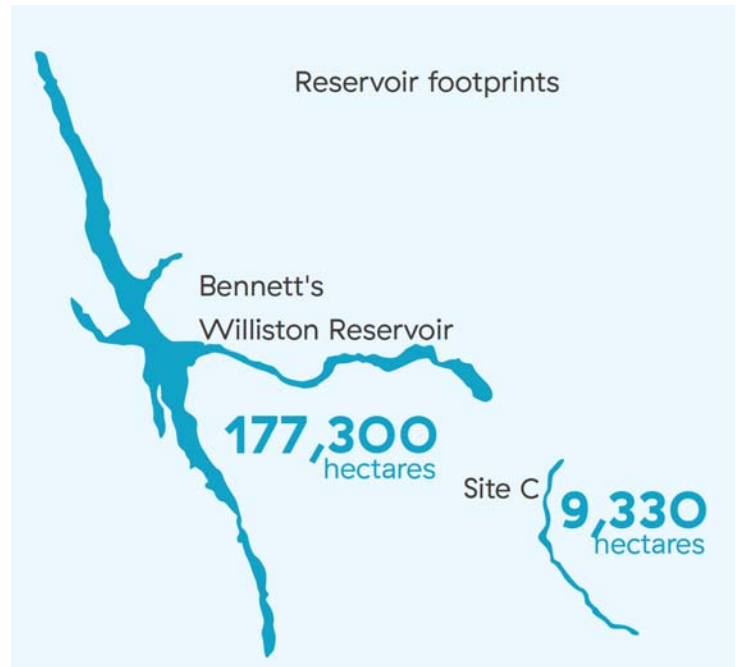 Reservoir footprints
Bennett's
Williston Reservoir
177,300
hectares
Site C
9,330
hectares